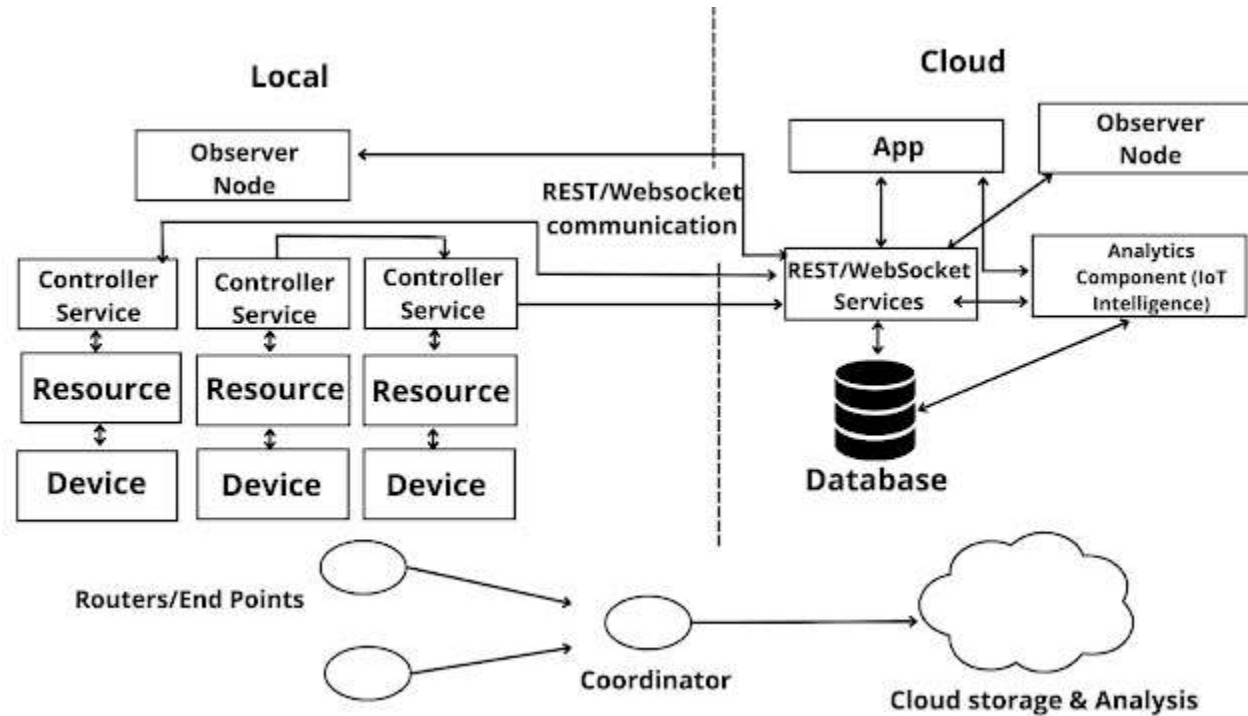 Local
Cloud
Observer
Node
App
Observer
Node
REST/Websocket
communication
Controller
Service
Controller
Service
Controller
Service
REST/WebSocket
Services
Analytics
Component (IoT
Intelligence)
Resource
Resource
Resource
Device
Device
Device
Database
Routers/End Points
Coordinator
Cloud storage & Analysis